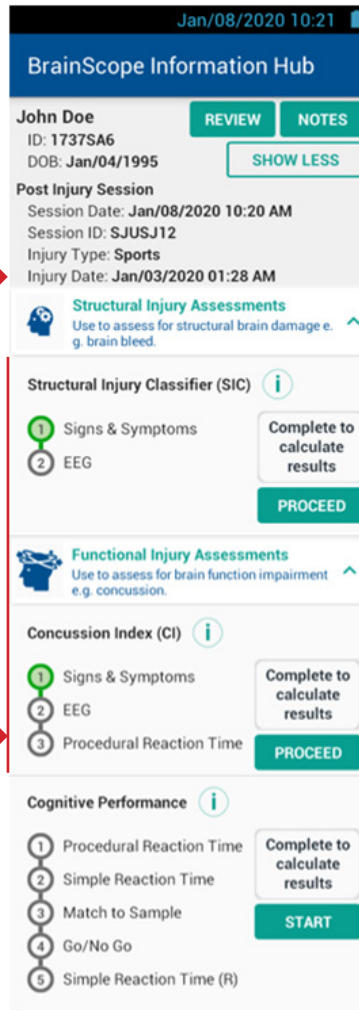 Jan/08/2020 10:21
BrainScope Information Hub
John Doe
REVIEW
NOTES
ID: 1737SA6
DOB: Jan/04/1995
SHOW LESS
Post Injury Session
Session Date: Jan/08/2020 10:20 AM
Session ID: SJUSJ12
Injury Type: Sports
Injury Date: Jan/03/2020 01:28 AM
Structural Injury Assessments
Use to assess for structural brain damage e.
g. brain bleed.
Structural Injury Classifier (SIC) i
1 Signs & Symptoms
2 EEG
Complete to
calculate
results
PROCEED
Functional Injury Assessments
Use to assess for brain function impairment
e.g. concussion.
Concussion Index (CI) i
1 Signs & Symptoms
2 EEG
3 Procedural Reaction Time
Complete to
calculate
results
PROCEED
Cognitive Performance i
1 Procedural Reaction Time
2 Simple Reaction Time
3 Match to Sample
4 Go/No Go
5 Simple Reaction Time (R)
Complete to
calculate
results
START